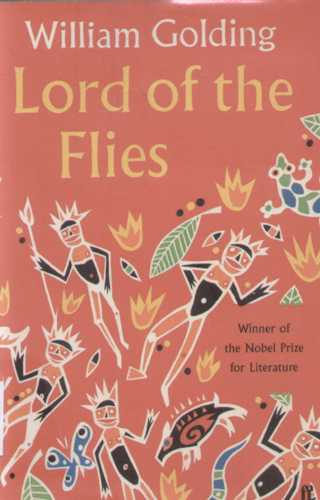 William Golding
Lord of the
Flies
Winner of
the Nobel Prize
for Literature